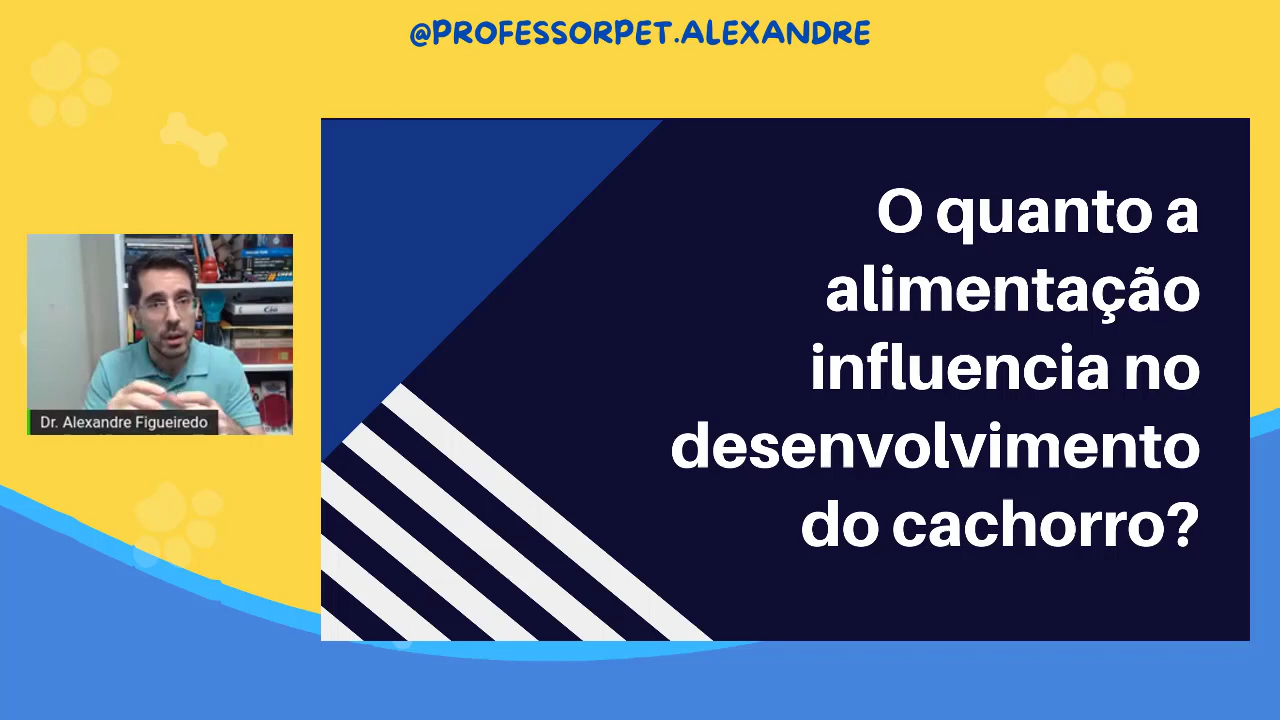 @PROFESSORPET.ALEXANDRE
O quanto a
alimentação
influencia no
desenvolvimento
do cachorro?
Dr. Alexandre Figueiredo